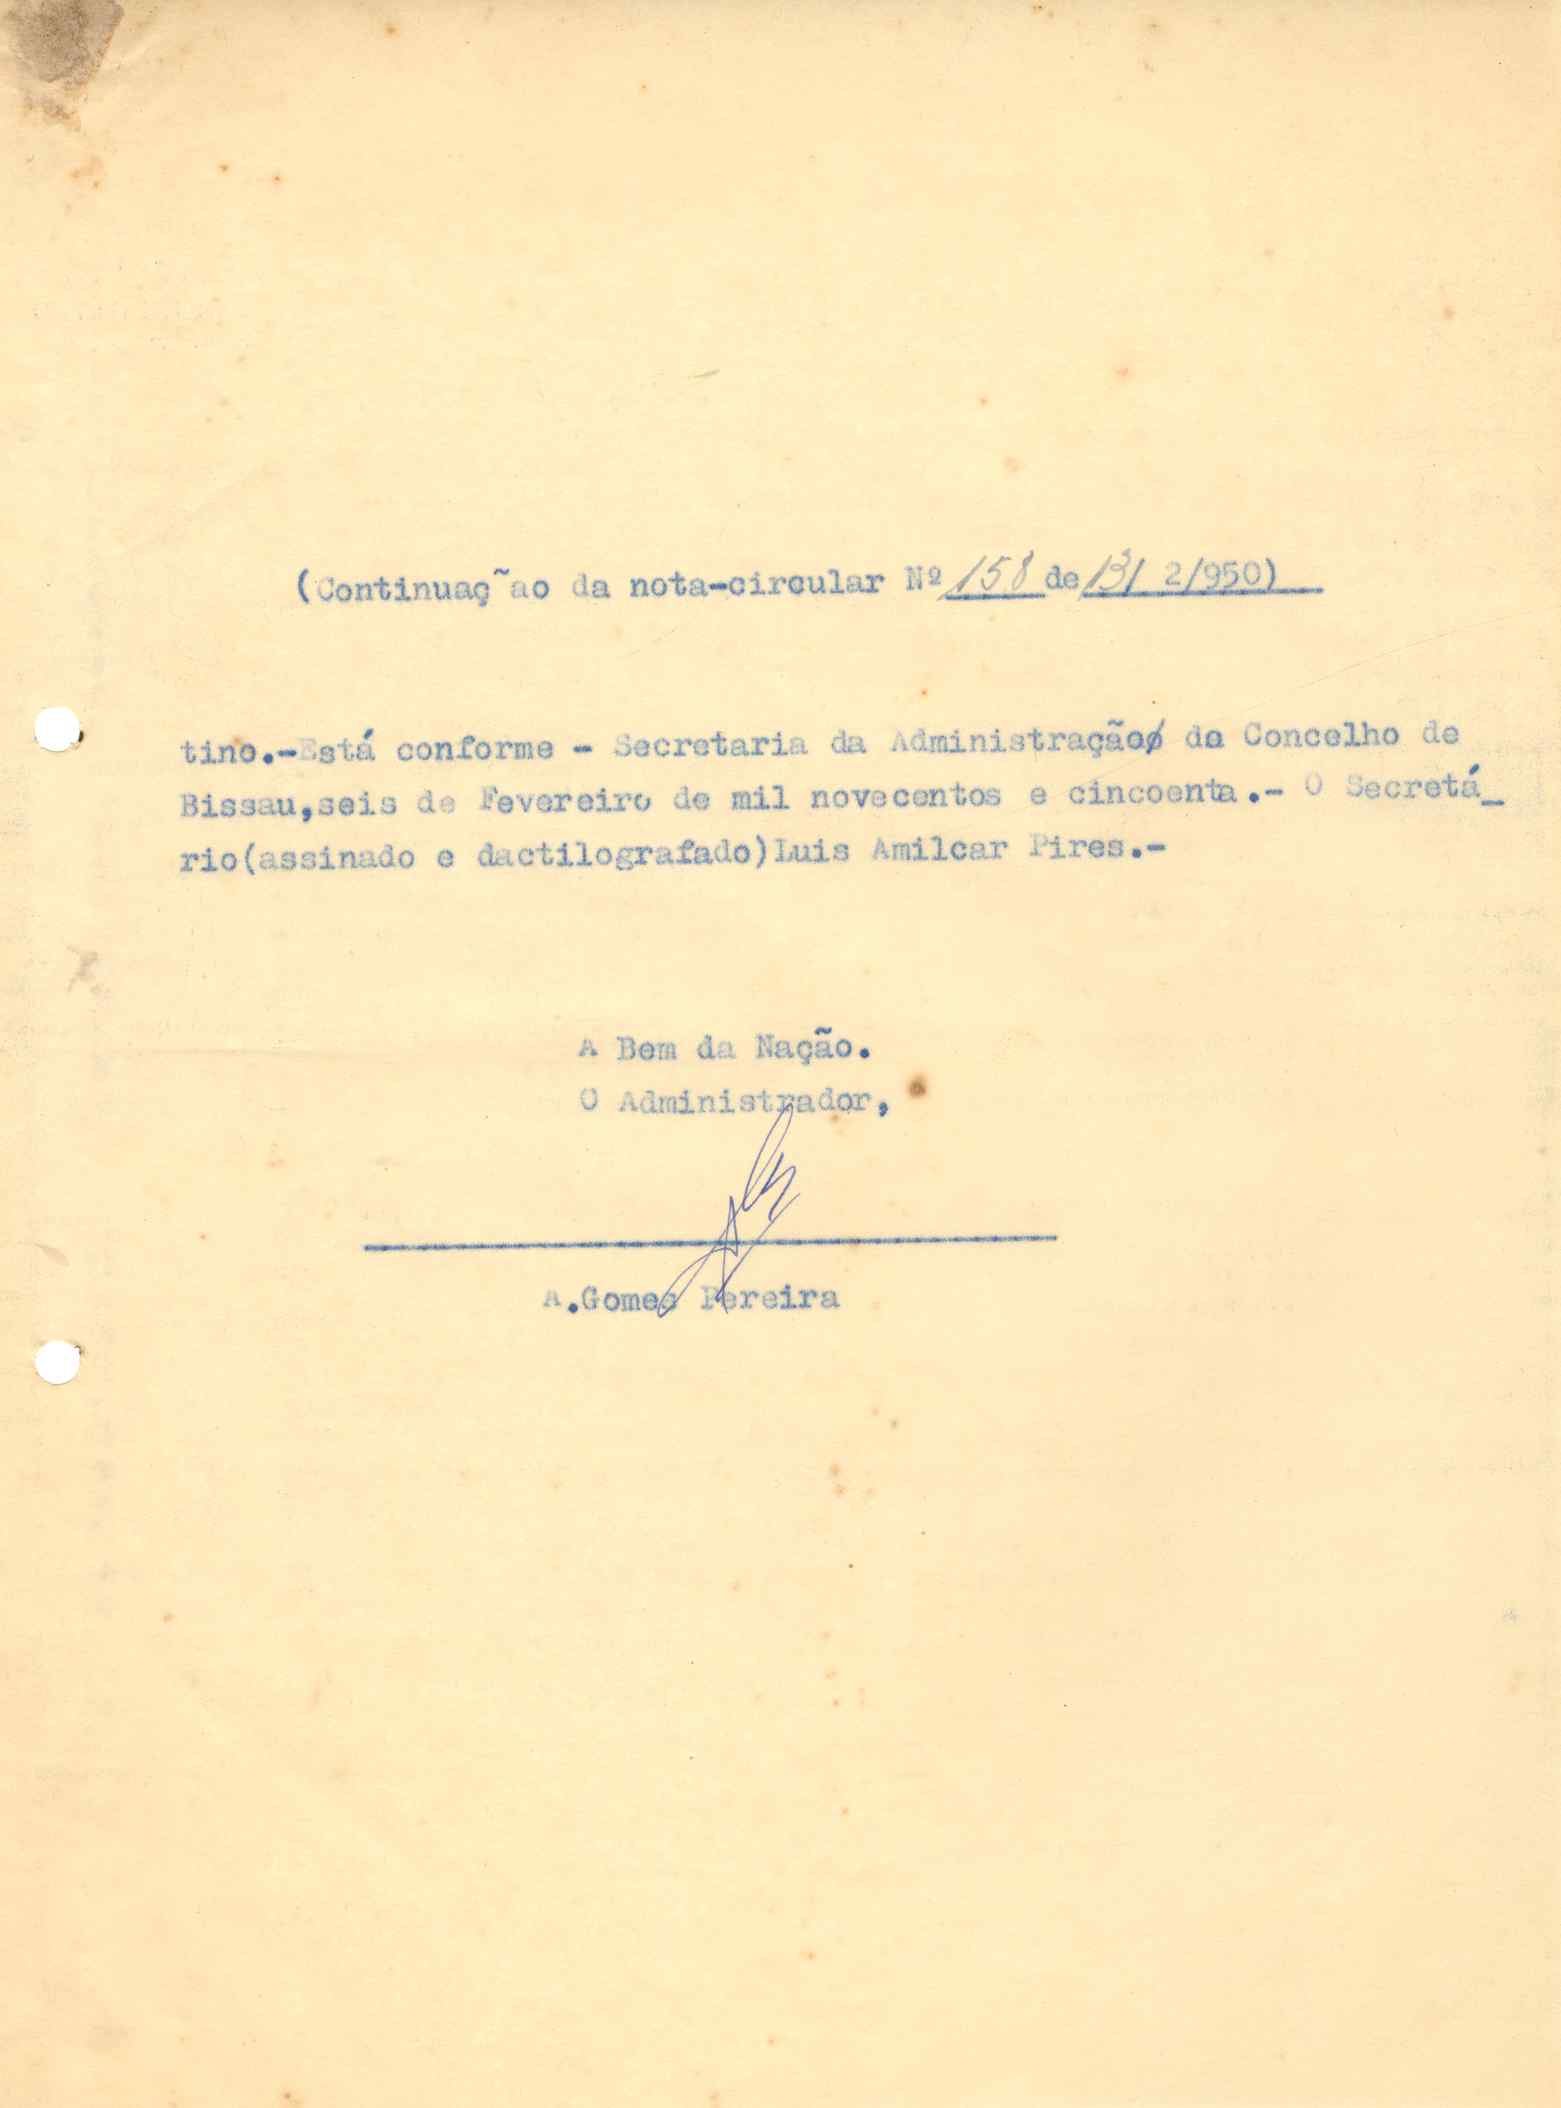 (Continuaç˜ao da nota-circular Nº 158 de 13/ 2/950)
tino.-Está conforme - Secretaria da Administração do Concelho de
Bissau,seis de Fevereiro de mil novecentos e cincoenta.- O Secretá_
rio(assinado e dactilografado)Luis Amilcar Pires.-
A Bem da Nação.
O Administrador,
A.Gomes Pereira